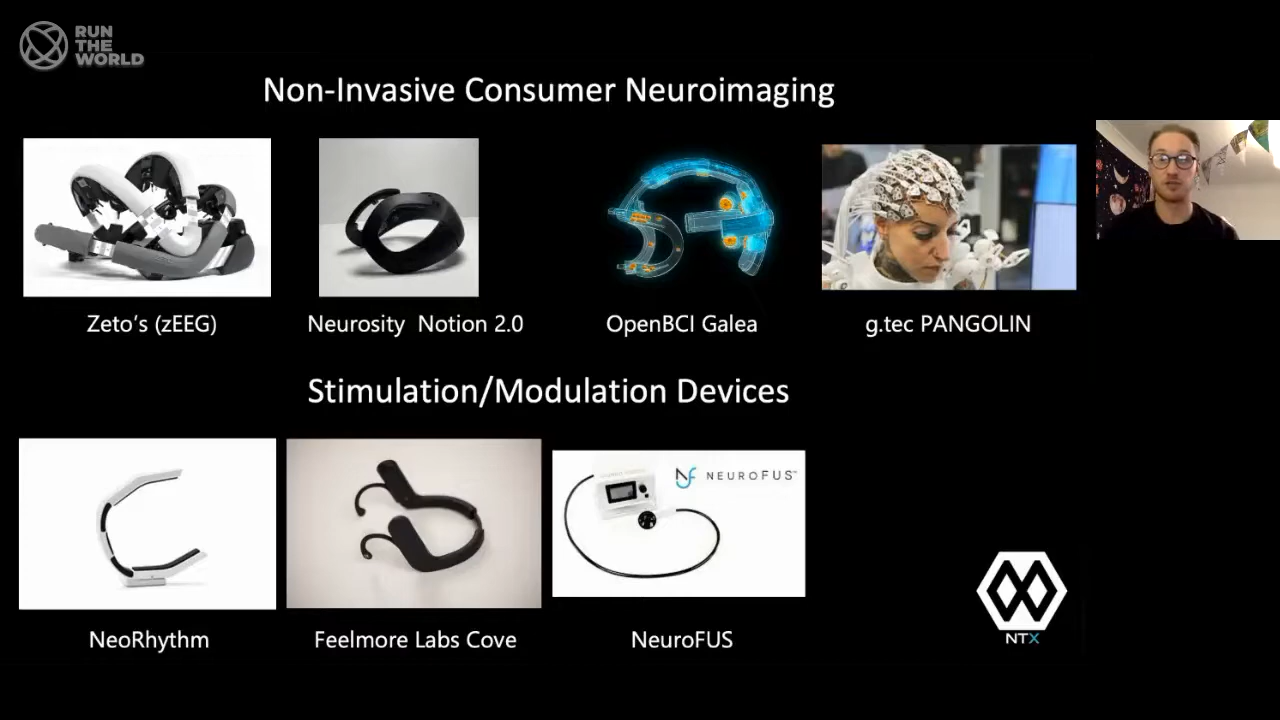 RUN
THE
WORLD
Non-Invasive Consumer Neuroimaging
Zeto's (zEEG)
Neurosity Notion 2.0
OpenBCI Galea
g.tec PANGOLIN
Stimulation/Modulation Devices
NEUROFUS™
NeoRhythm
Feelmore Labs Cove
NeuroFUS
NTX